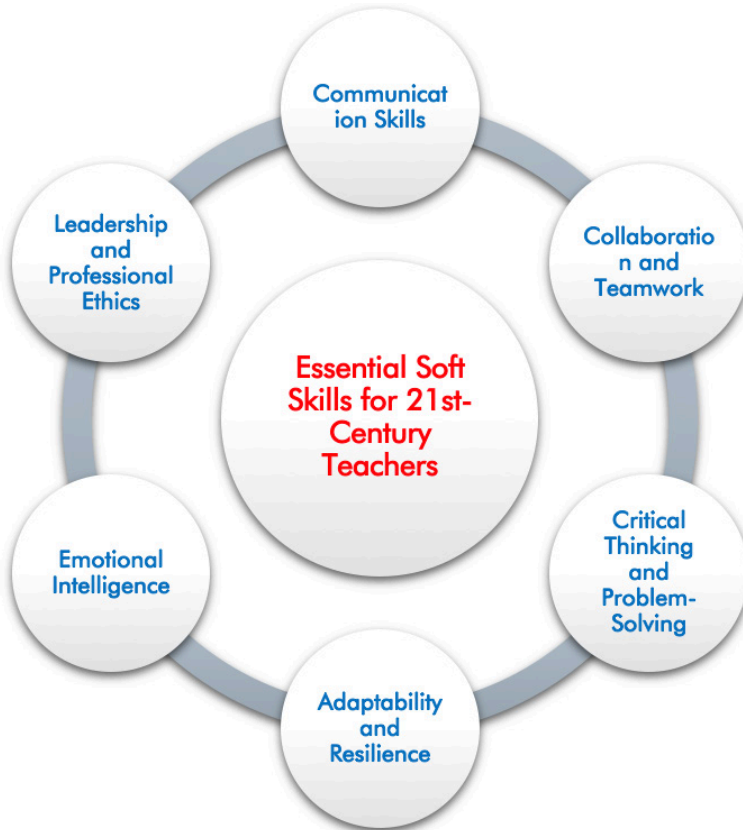 Communicat
ion Skills
Collaboratio
n and
Teamwork
Critical
Thinking
and
Problem-
Solving
Adaptability
and
Resilience
Emotional
Intelligence
Leadership
and
Professional
Ethics
Essential Soft
Skills for 21st-
Century
Teachers